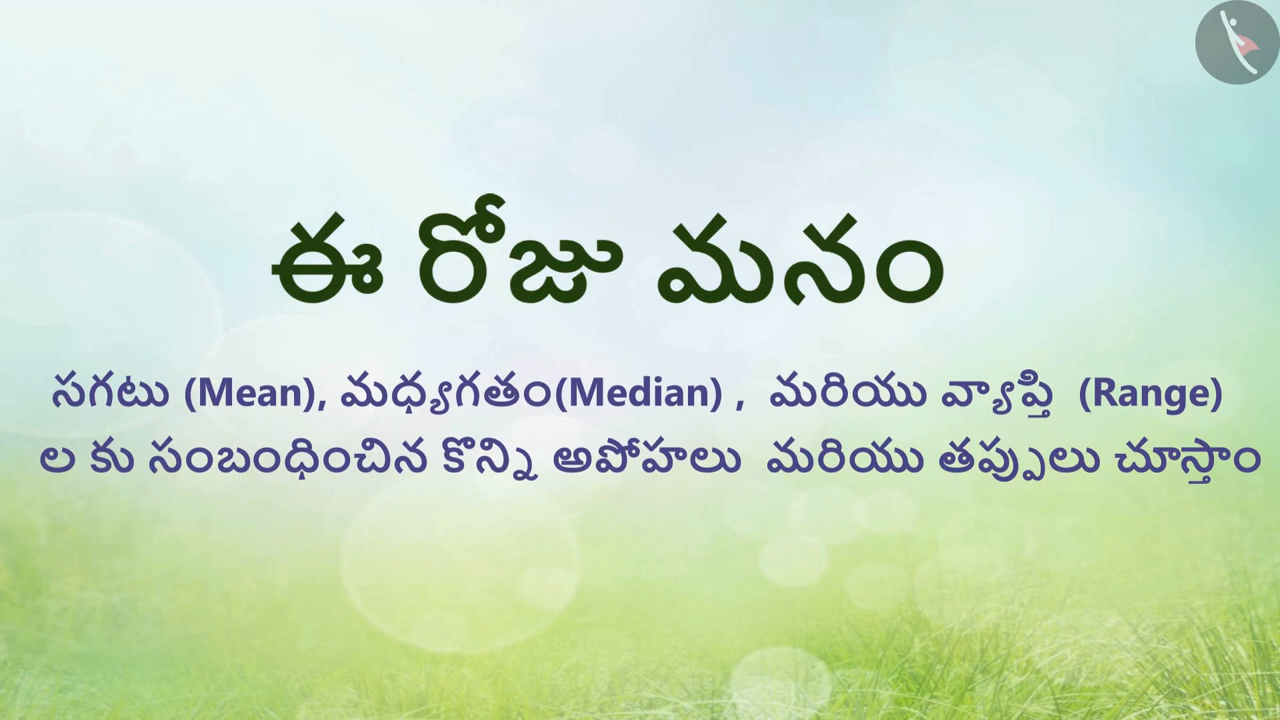 ఈ రోజు మనం
సగటు (Mean), మధ్యగతం(Median) ,  మరియు వ్యాప్తి  (Range)
ల కు సంబంధించిన కొన్ని అపోహలు  మరియు తప్పులు చూస్తాం